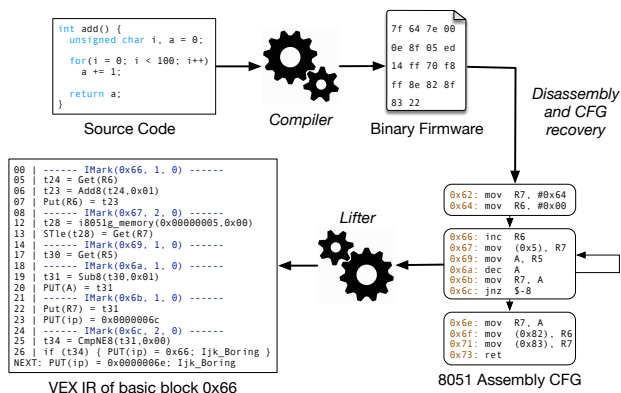 int add() {
unsigned char i, a = 0;
for(i = 0; i < 100; i++)
a += 1;
return a;
}
Source Code
Compiler
7f 64 7e 00
0e 8f 05 ed
14 ff 70 f8
ff 8e 82 8f
83 22
Binary Firmware
Disassembly
and CFG
recovery
00 | ------ IMark(0x66, 1, 0) ------
05 | t24 = Get(R6)
06 | t23 = Add8(t24,0x01)
07 | Put(R6) = t23
08 | ------ IMark(0x67, 2, 0) ------
12 | t28 = i8051g_memory(0x00000005,0x00)
13 | STle(t28) = Get(R7)
14 | ------ IMark(0x69, 1, 0) ------
17 | t30 = Get(R5)
18 | ------ IMark(0x6a, 1, 0) ------
19 | t31 = Sub8(t30,0x01)
20 | PUT(A) = t31
21 | ------ IMark(0x6b, 1, 0) ------
22 | Put(R7) = t31
23 | PUT(ip) = 0x0000006c
24 | ------ IMark(0x6c, 2, 0) ------
25 | t34 = CmpNE8(t31,0x00)
26 | if (t34) { PUT(ip) = 0x66; Ijk_Boring }
NEXT: PUT(ip) = 0x0000006e; Ijk_Boring
VEX IR of basic block 0x66
Lifter
0x62: mov R7, #0x64
0x64: mov R6, #0x00
0x66: inc R6
0x67: mov (0x5), R7
0x69: mov A, R5
0x6a: dec A
0x6b: mov R7, A
0x6c: jnz $-8
0x6e: mov R7, A
0x6f: mov (0x82), R6
0x71: mov (0x83), R7
0x73: ret
8051 Assembly CFG